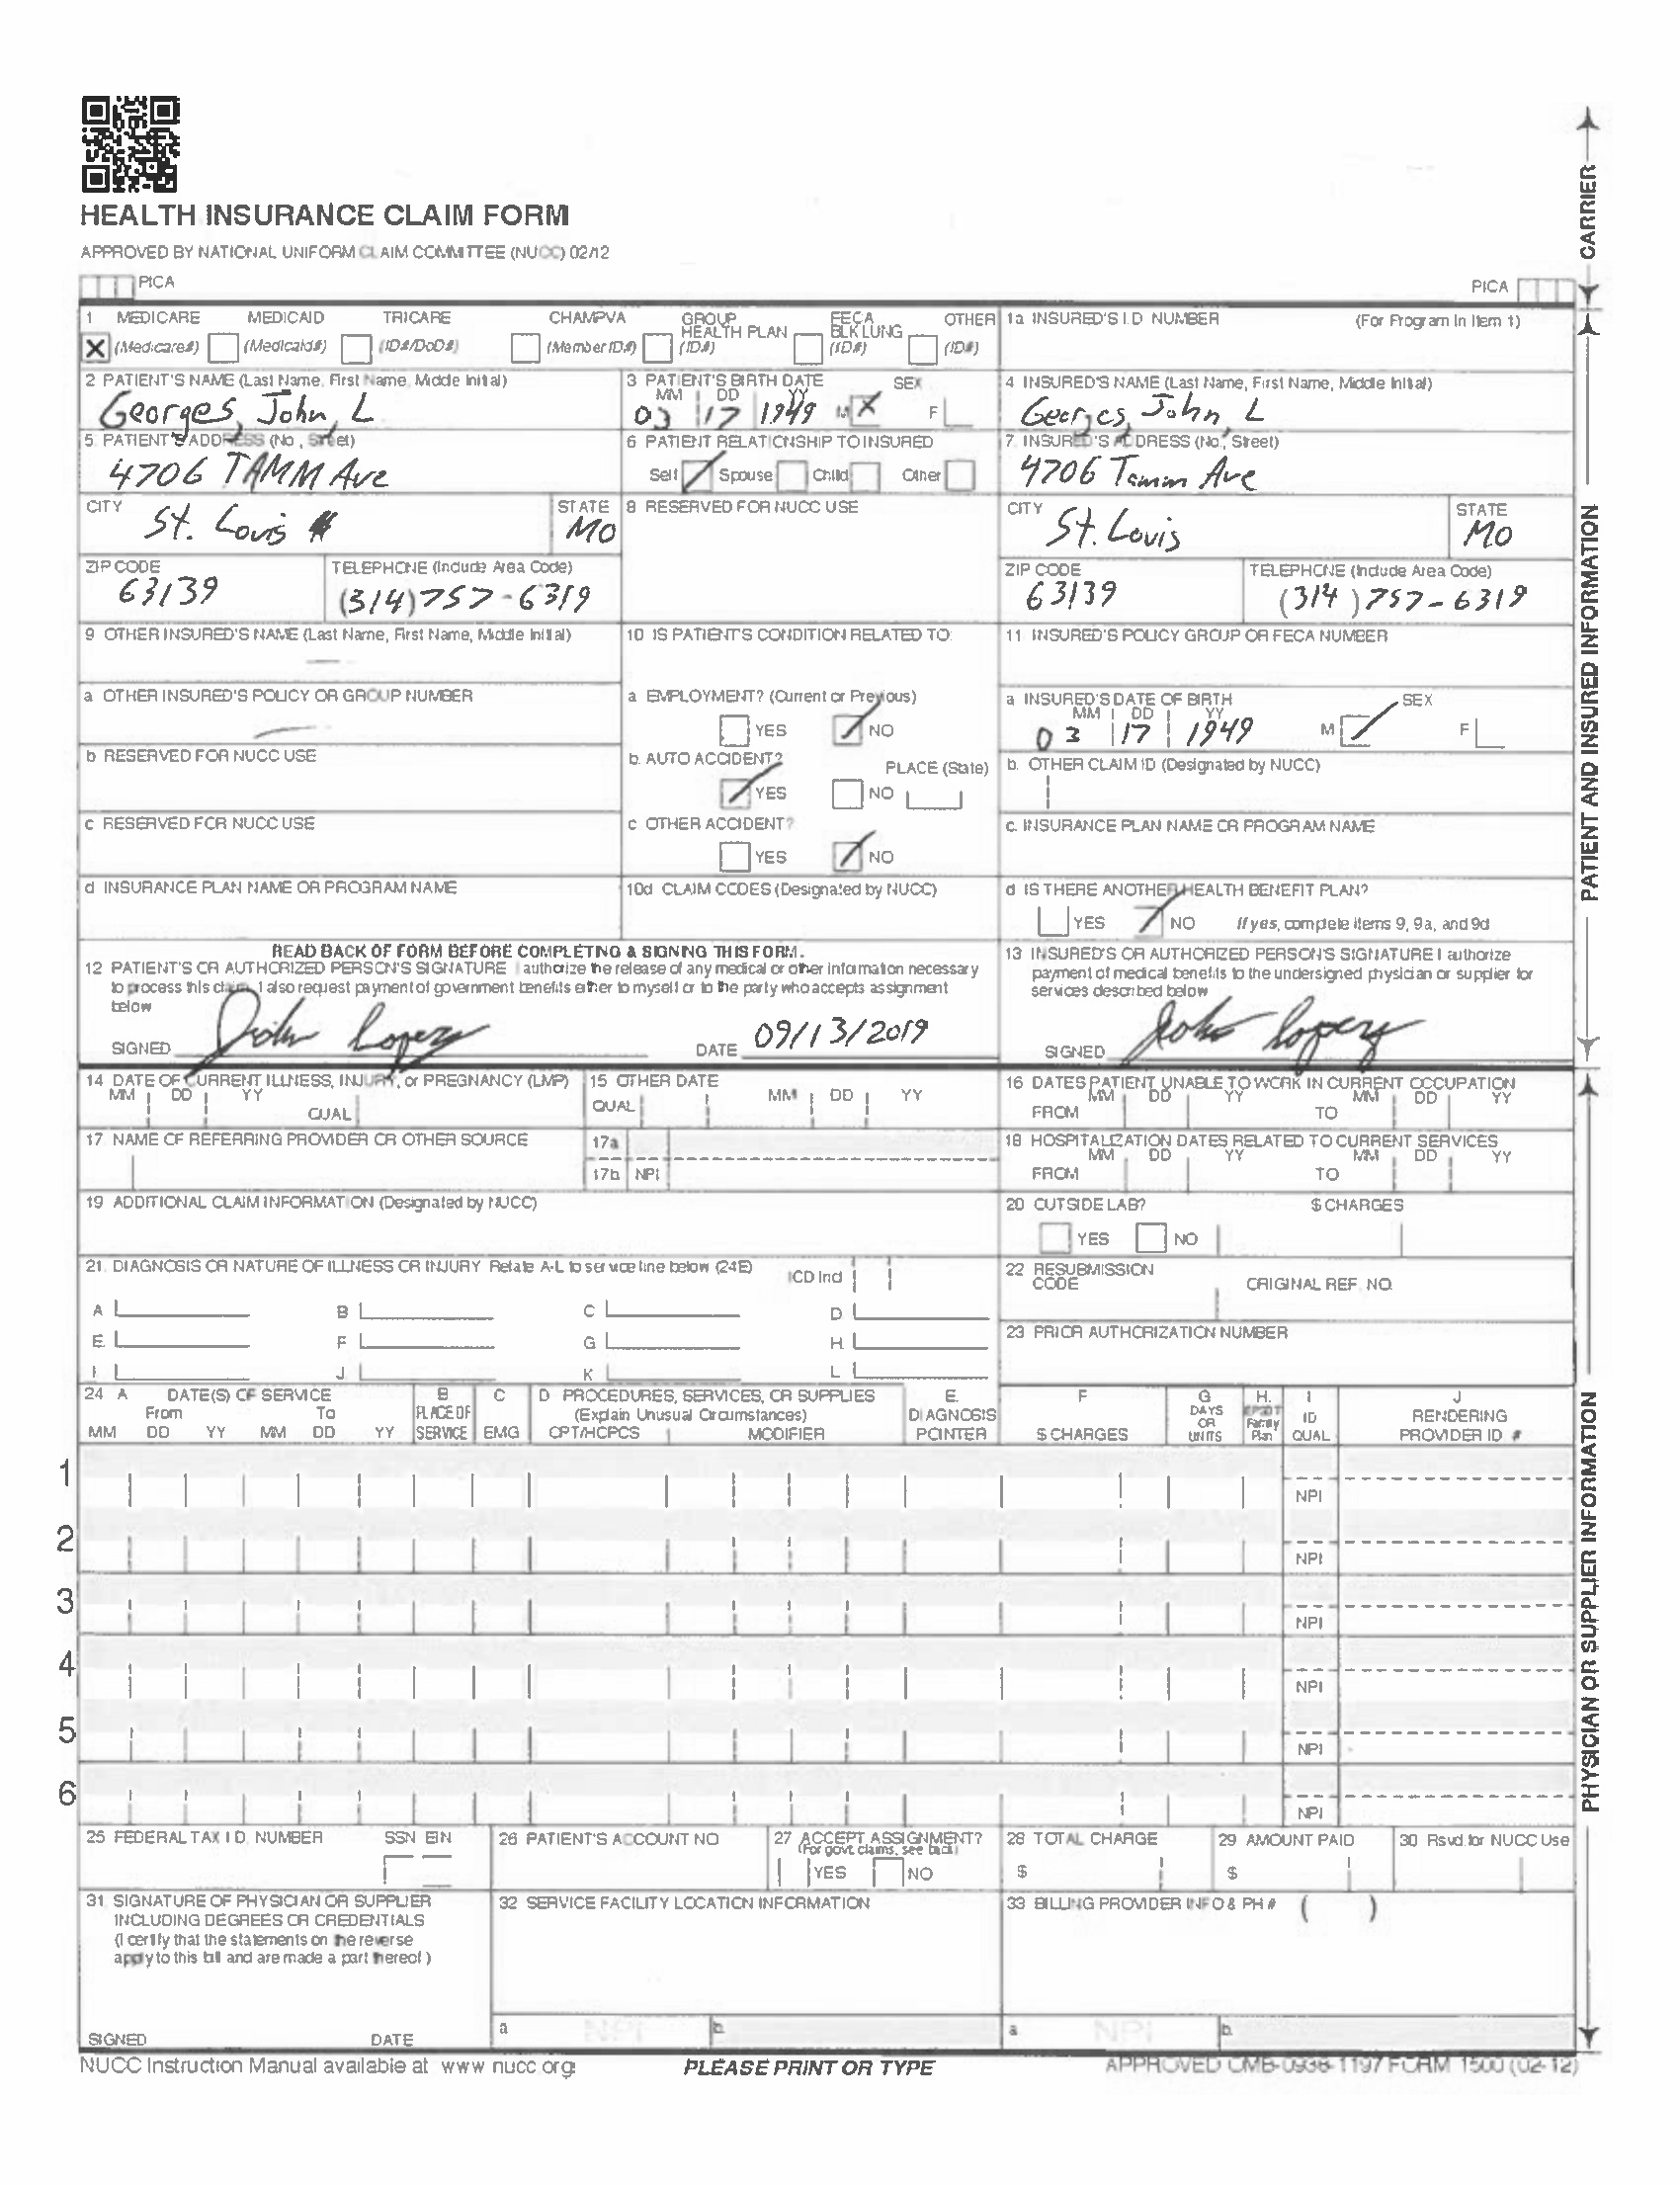 HEALTH INSURANCE CLAIM FORM
APPROVED BY NATIONAL UNIFORM CLAIM COMMITTEE (NUCC) 02/12
PICA
PICA
CARRIER
1 MEDICARE MEDICAID TRICARE CHAMPVA GROUP HEALTH PLAN FECA BLK LUNG OTHER
X (Medicare#) (Medicaid#) (ID#/DoD#) (Member ID#) (ID#) (ID#) (ID#)
1a INSURED'S I.D NUMBER (For Program In Item 1)
2 PATIENT'S NAME (Last Name, First Name, Middle Initial)
Georges, John, L
3 PATIENT'S BIRTH DATE SEX
MM DD YY
03 17 1949 M X F
4 INSURED'S NAME (Last Name, First Name, Middle Initial)
Georges, John, L
5. PATIENT'S ADDRESS (No., Street)
4706 TAMM Ave
6 PATIENT RELATIONSHIP TO INSURED
Self Spouse Child Other
7. INSURED'S ADDRESS (No., Street)
4706 Tamm Ave
CITY STATE
St. Louis MO
8 RESERVED FOR NUCC USE
CITY STATE
St. Louis MO
ZIP CODE TELEPHONE (Include Area Code)
63139 (314) 757-6319
ZIP CODE TELEPHONE (Include Area Code)
63139 (314) 757-6319
9 OTHER INSURED'S NAME (Last Name, First Name, Middle Initial)
10 IS PATIENT'S CONDITION RELATED TO:
11 INSURED'S POLICY GROUP OR FECA NUMBER
a OTHER INSURED'S POLICY OR GROUP NUMBER
a EMPLOYMENT? (Current or Previous)
YES NO
a INSURED'S DATE OF BIRTH SEX
MM DD YY
03 17 1949 M F
b RESERVED FOR NUCC USE
b. AUTO ACCIDENT? PLACE (State)
YES NO
b. OTHER CLAIM ID (Designated by NUCC)
c RESERVED FOR NUCC USE
c OTHER ACCIDENT?
YES NO
c. INSURANCE PLAN NAME OR PROGRAM NAME
d INSURANCE PLAN NAME OR PROGRAM NAME
10d CLAIM CODES (Designated by NUCC)
d IS THERE ANOTHER HEALTH BENEFIT PLAN?
YES NO If yes, complete items 9, 9a, and 9d
PATIENT AND INSURED INFORMATION
READ BACK OF FORM BEFORE COMPLETING & SIGNING THIS FORM.
12 PATIENT'S OR AUTHORIZED PERSON'S SIGNATURE I authorize the release of any medical or other information necessary
to process this claim. I also request payment of government benefits either to myself or to the party who accepts assignment
below
SIGNED John Lopez DATE 09/13/2019
13 INSURED'S OR AUTHORIZED PERSON'S SIGNATURE I authorize
payment of medical benefits to the undersigned physician or supplier for
services described below
SIGNED John Lopez
14 DATE OF CURRENT ILLNESS, INJURY, or PREGNANCY (LMP)
MM DD YY
QUAL
15 OTHER DATE
QUAL MM DD YY
16 DATES PATIENT UNABLE TO WORK IN CURRENT OCCUPATION
MM DD YY MM DD YY
FROM TO
17 NAME OF REFERRING PROVIDER OR OTHER SOURCE
17a
17b NPI
18 HOSPITALIZATION DATES RELATED TO CURRENT SERVICES
MM DD YY MM DD YY
FROM TO
19 ADDITIONAL CLAIM INFORMATION (Designated by NUCC)
20 OUTSIDE LAB? $ CHARGES
YES NO
21. DIAGNOSIS OR NATURE OF ILLNESS OR INJURY Relate A-L to service line below (24E) ICD Ind
A B C D
E F G H
I J K L
22 RESUBMISSION CODE ORIGINAL REF. NO.
23 PRIOR AUTHORIZATION NUMBER
24 A DATE(S) OF SERVICE B C D PROCEDURES, SERVICES, OR SUPPLIES E. F G H. I J
From To PLACE OF (Explain Unusual Circumstances) DIAGNOSIS DAYS OR UNITS EPSDT Family Plan ID QUAL RENDERING
MM DD YY MM DD YY SERVICE EMG CPT/HCPCS MODIFIER POINTER $ CHARGES PROVIDER ID #
1 NPI
2 NPI
3 NPI
4 NPI
5 NPI
6 NPI
25 FEDERAL TAX I D NUMBER SSN EIN
26 PATIENT'S ACCOUNT NO
27 ACCEPT ASSIGNMENT?
(For govt. claims, see back)
YES NO
28 TOTAL CHARGE
$
29 AMOUNT PAID
$
30 Rsvd for NUCC Use
31 SIGNATURE OF PHYSICIAN OR SUPPLIER
INCLUDING DEGREES OR CREDENTIALS
(I certify that the statements on the reverse
apply to this bill and are made a part thereof.)
SIGNED DATE
32 SERVICE FACILITY LOCATION INFORMATION
a NPI b.
33 BILLING PROVIDER INFO & PH # ( )
a NPI b.
PHYSICIAN OR SUPPLIER INFORMATION
NUCC Instruction Manual available at www nucc org
PLEASE PRINT OR TYPE
APPROVED OMB-0938-1197 FORM 1500 (02-12)